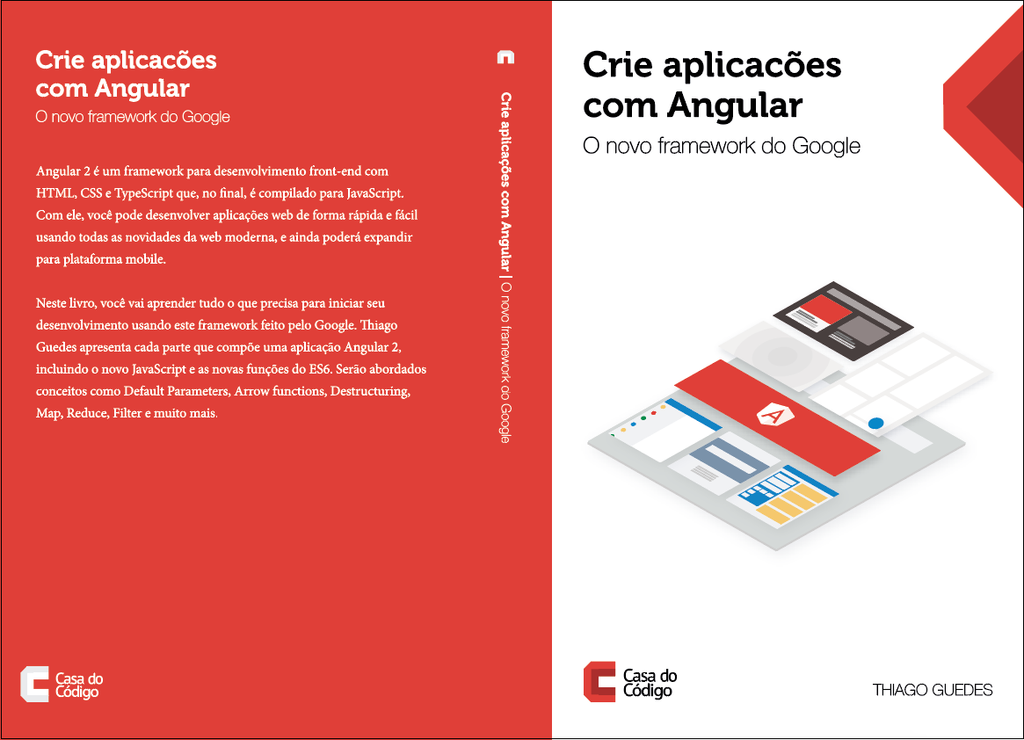 Crie aplicacões
com Angular
O novo framework do Google
Angular 2 é um framework para desenvolvimento front-end com
HTML, CSS e TypeScript que, no final, é compilado para JavaScript.
Com ele, você pode desenvolver aplicações web de forma rápida e fácil
usando todas as novidades da web moderna, e ainda poderá expandir
para plataforma mobile.
Neste livro, você vai aprender tudo o que precisa para iniciar seu
desenvolvimento usando este framework feito pelo Google. Thiago
Guedes apresenta cada parte que compõe uma aplicação Angular 2,
incluindo o novo JavaScript e as novas funções do ES6. Serão abordados
conceitos como Default Parameters, Arrow functions, Destructuring,
Map, Reduce, Filter e muito mais.
Casa do
Código
Crie aplicações com Angular | O novo framework do Google
Crie aplicacões
com Angular
O novo framework do Google
A
Casa do
Código
THIAGO GUEDES